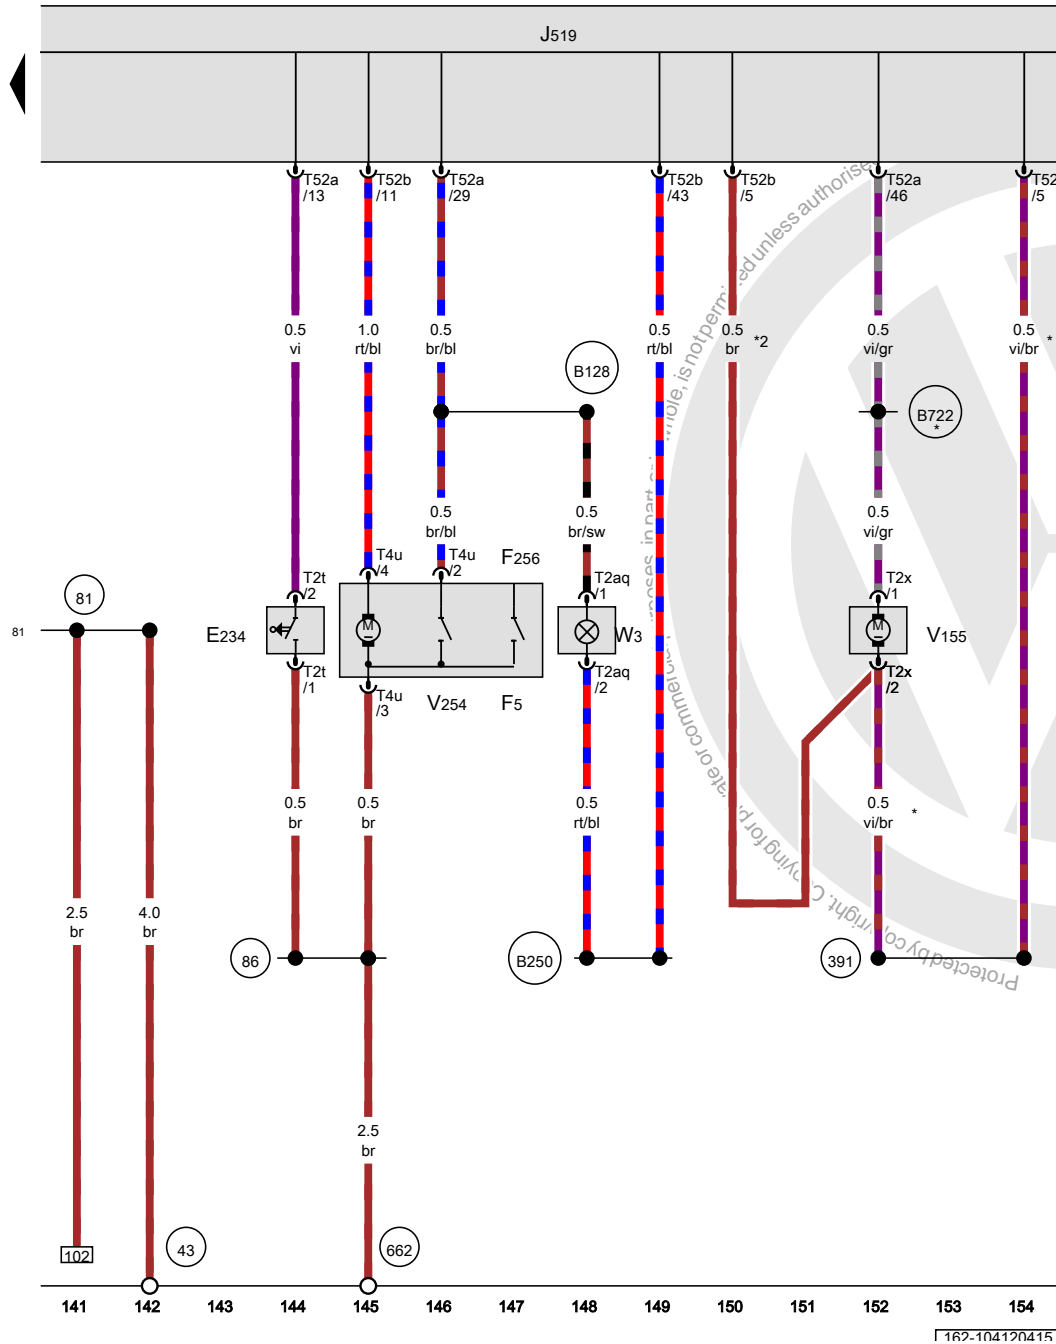 J519
T52a
/13
T52b
/11
T52a
/29
T52b
/43
T52b
/5
T52a
/46
T52
/5
0.5
vi
1.0
rt/bl
0.5
br/bl
0.5
rt/bl
0.5
br
*2
0.5
vi/gr
0.5
vi/br
*
B128
B722
*
0.5
br/bl
0.5
br/sw
0.5
vi/gr
T2t
/2
T4u
/4
T4u
/2
F256
T2aq
/1
T2x
/1
81
81
E234
W3
V155
T2t
/1
T4u
/3
V254
F5
T2aq
/2
T2x
/2
0.5
br
0.5
br
0.5
rt/bl
0.5
vi/br
*
2.5
br
4.0
br
86
B250
391
2.5
br
102
43
662
141 142 143 144 145 146 147 148 149 150 151 152 153 154
162-104120415
Protected by copyright. Copying for private or commercial purposes, in part or in whole, is not permitted unless authorise